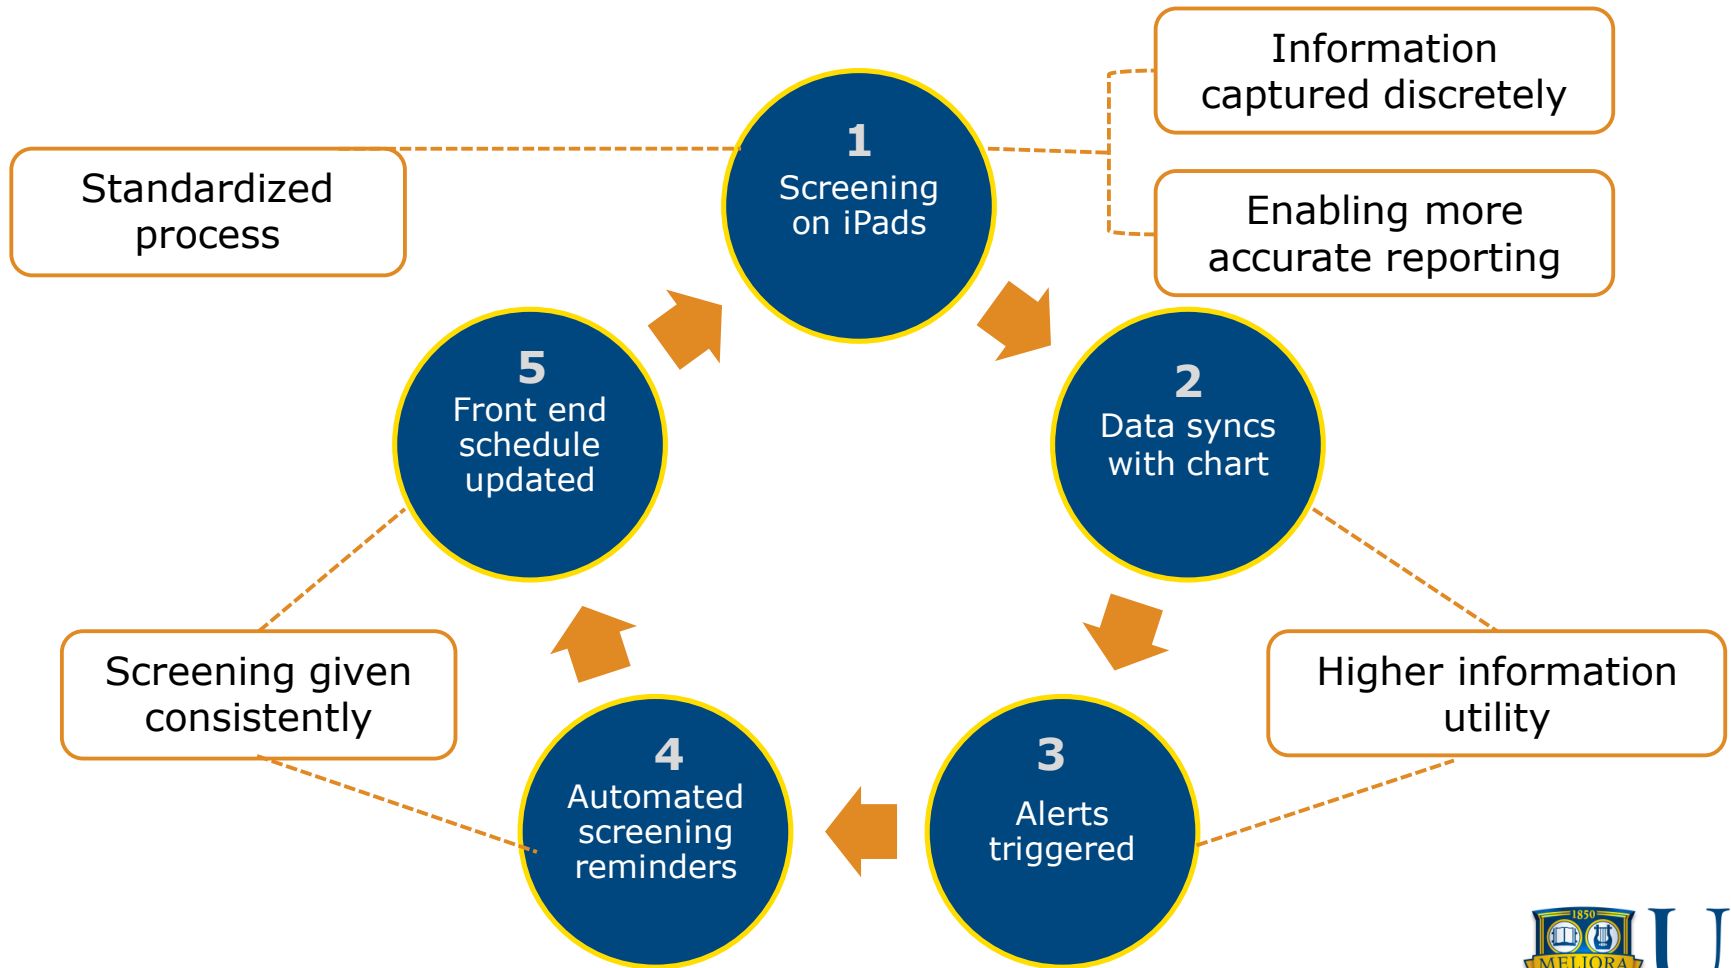 Information
captured discretely
1
Screening
on iPads
Standardized
process
Enabling more
accurate reporting
5
Front end
schedule
updated
2
Data syncs
with chart
Screening given
consistently
Higher information
utility
4
Automated
screening
reminders
3
Alerts
triggered
1850
MELIORA
U